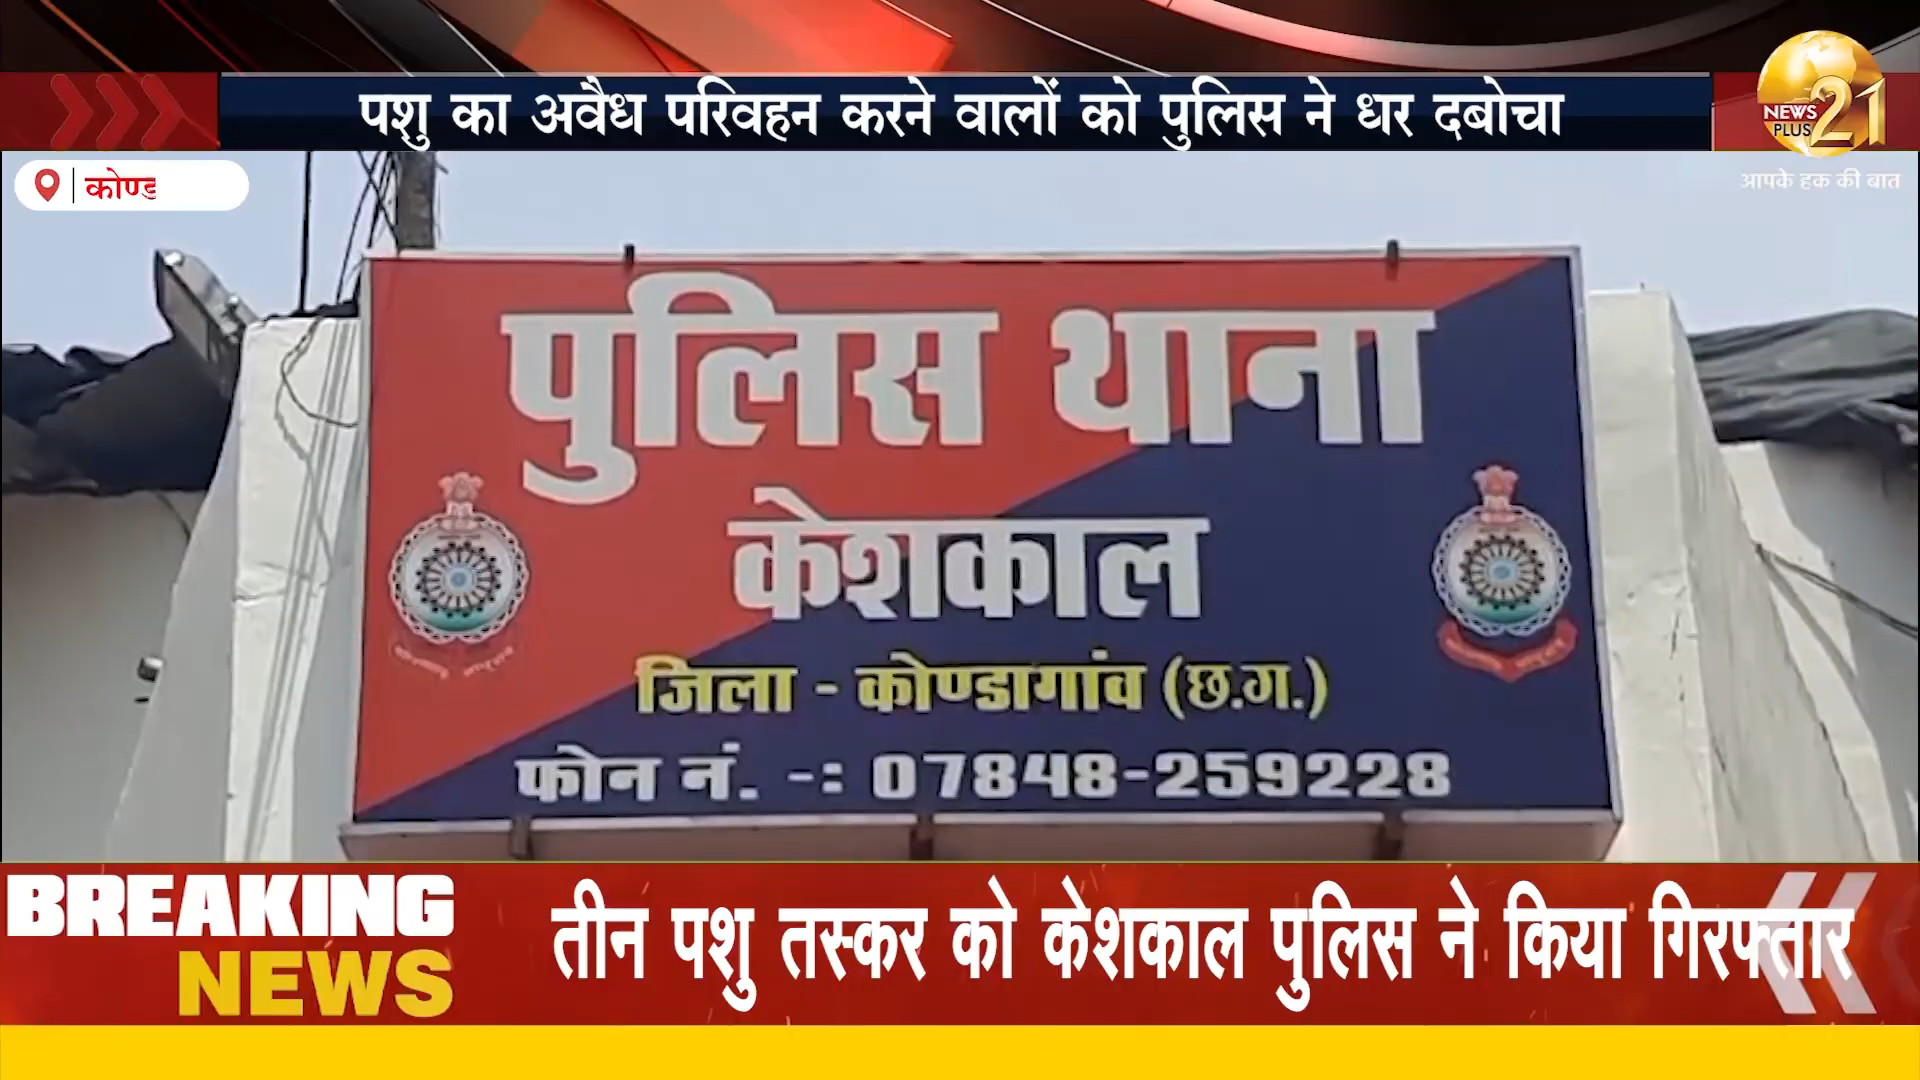 पशु का अवैध परिवहन करने वालों को पुलिस ने धर दबोचा
NEWS
PLUS 21
आपके हक की बात
कोण्ड
पुलिस थाना
केशकाल
जिला - कोण्डागांव (छ.ग.)
फोन नं. -: 07848-259228
BREAKING
NEWS
तीन पशु तस्कर को केशकाल पुलिस ने किया गिरफ्तार